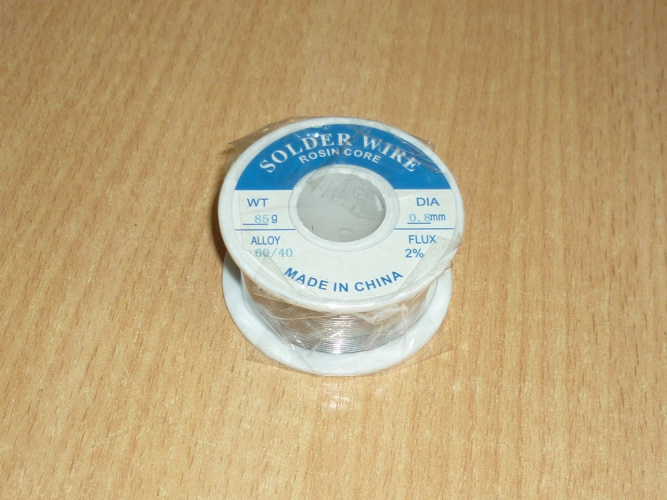 SOLDER WIRE
ROSIN CORE
WT DIA
85g 0.8mm
ALLOY FLUX
60/40 2%
MADE IN CHINA